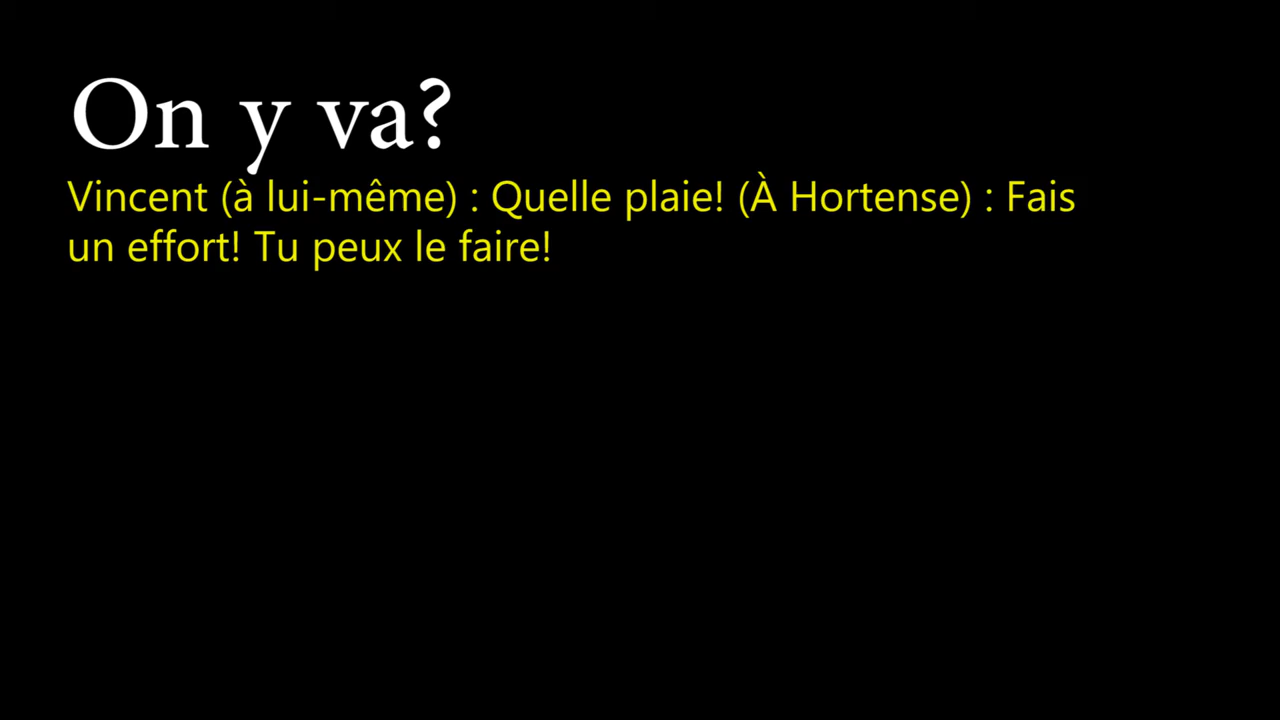 On y va?
Vincent (à lui-même) : Quelle plaie! (À Hortense) : Fais
un effort! Tu peux le faire!